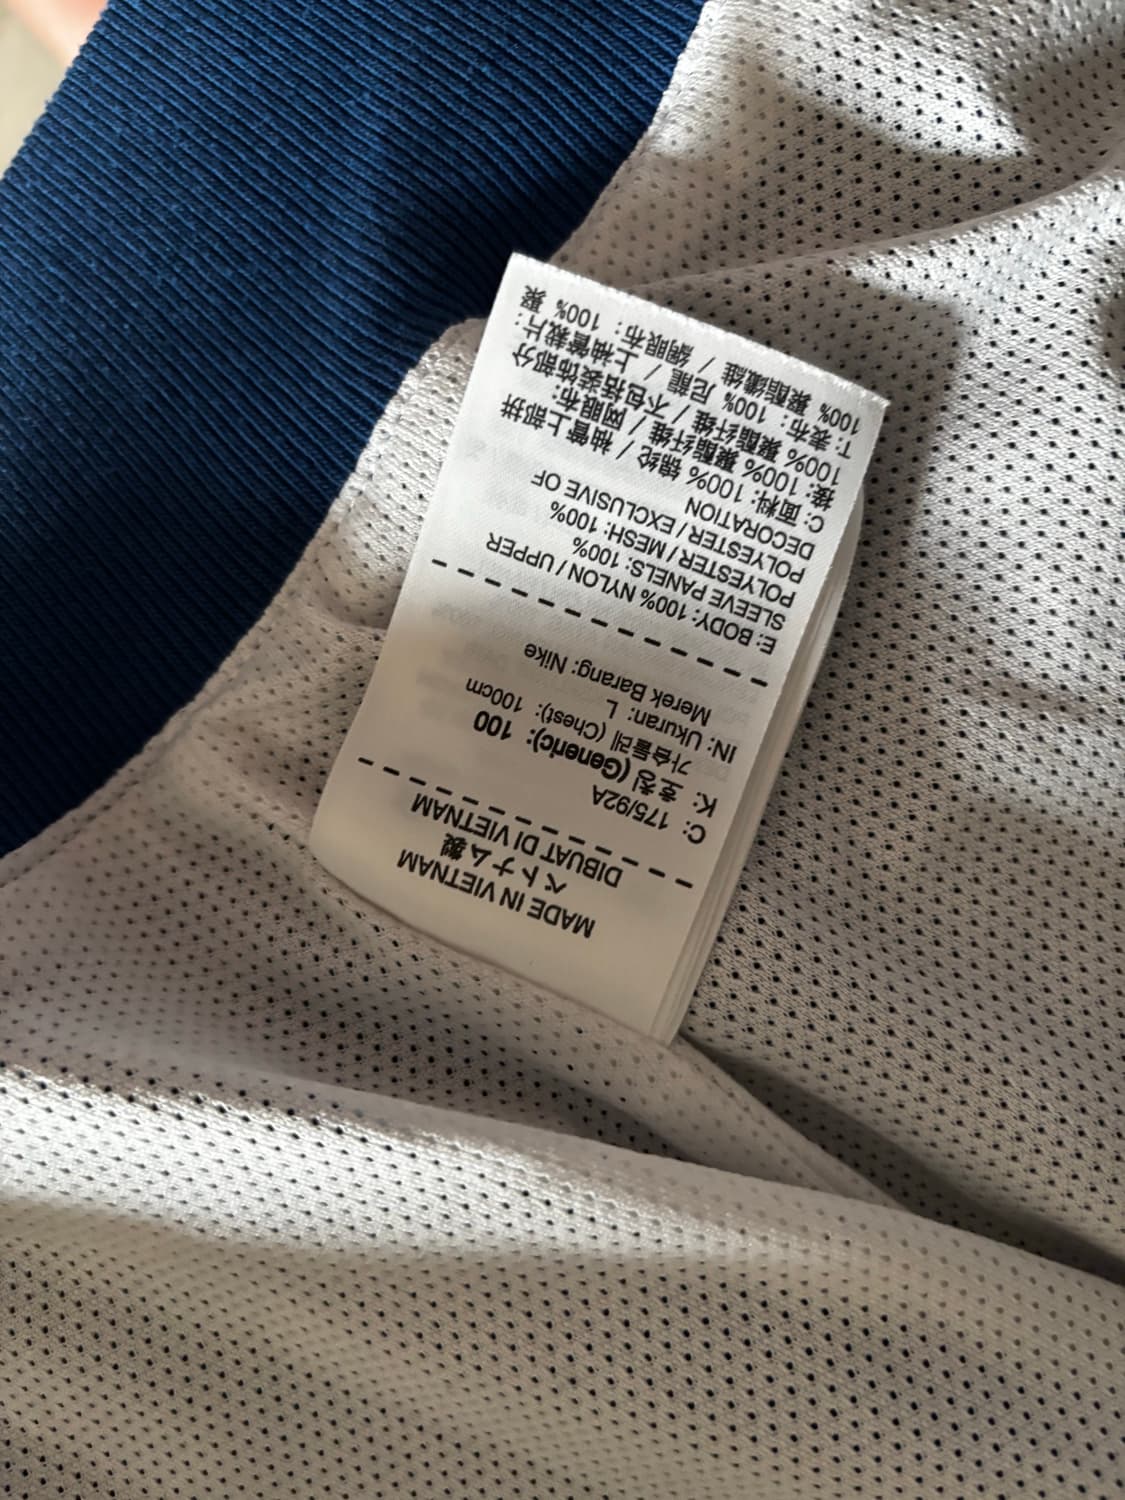 MADE IN VIETNAM
ベトナム製
DIBUAT DI VIETNAM
C: 175/92A
K: 호칭 (Generic): 100
가슴둘레 (Chest): 100cm
IN: Ukuran: L
Merek Barang: Nike
E: BODY: 100% NYLON / UPPER
SLEEVE PANELS: 100%
POLYESTER / MESH: 100%
POLYESTER / EXCLUSIVE OF
DECORATION
C: 面料: 100% 锦纶 / 袖管上部拼
接: 100% 聚酯纤维 / 网眼布:
100% 聚酯纤维 / 不包括装饰部分
T: 表布: 100% 尼龍 / 上袖管裁片:
100% 聚酯纖維 / 網眼布: 100% 聚